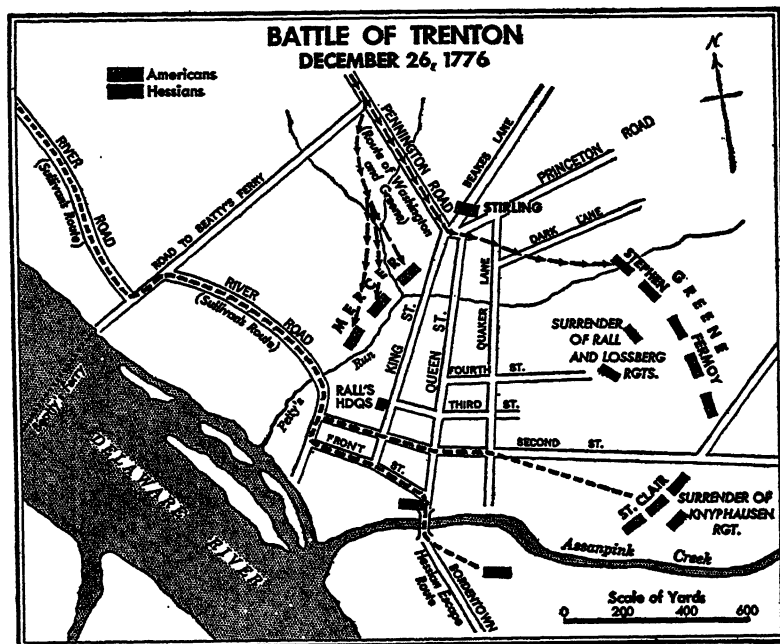 BATTLE OF TRENTON
DECEMBER 26, 1776
Americans
Hessians
N
RIVER ROAD
(Sullivan's Route)
ROAD TO BEATTY'S FERRY
PENNINGTON ROAD
(Route of Washington
and Greene)
BEAKES LANE
PRINCETON ROAD
STIRLING
DARK LANE
RIVER ROAD
(Sullivan's Route)
MERCER
STEPHEN
GREENE
FERMOY
KING ST.
QUEEN ST.
QUAKER LANE
SURRENDER
OF RALL
AND LOSSBERG
RGTS.
Petty's Run
RALL'S
HDQS
FOURTH ST.
THIRD ST.
SECOND ST.
FRONT ST.
Beatty's Ferry
DELAWARE RIVER
ST. CLAIR
SURRENDER OF
KNYPHAUSEN
RGT.
Assanpink Creek
BORDENTOWN
Hessian Escape
Route
Scale of Yards
0 200 400 600